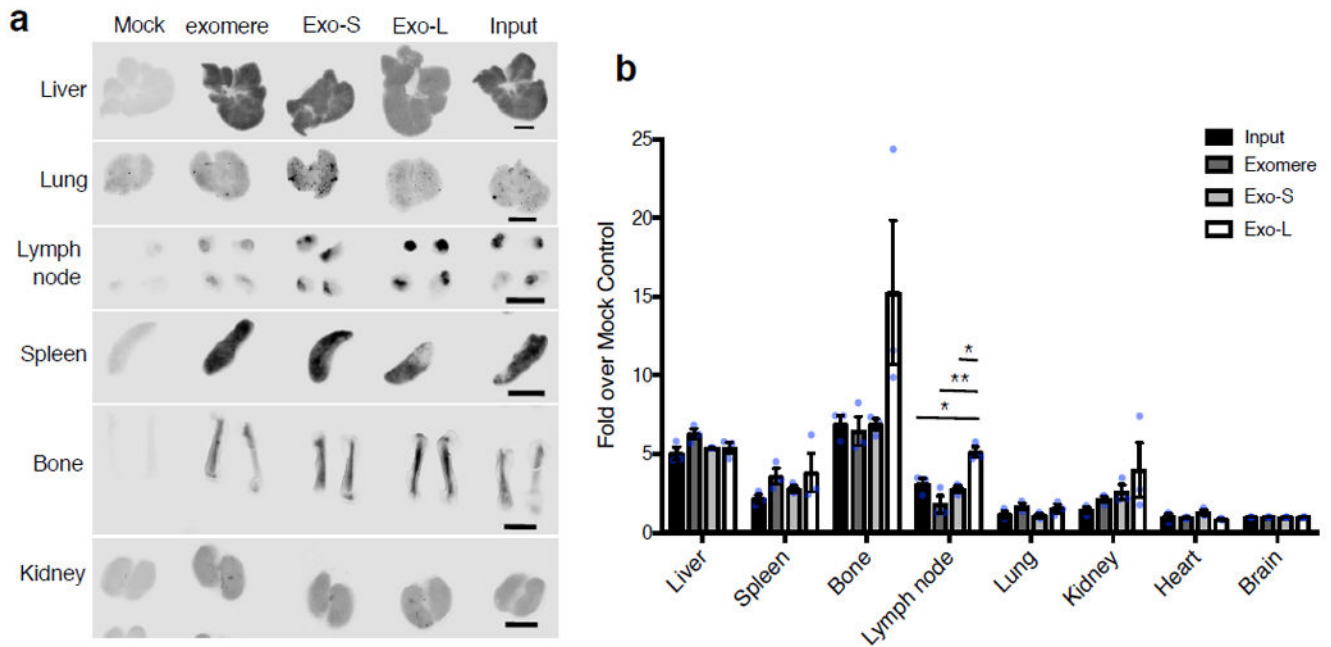 a
Mock exomere Exo-S Exo-L Input
Liver
Lung
Lymph
node
Spleen
Bone
Kidney
b
Fold over Mock Control
25
20
15
10
5
0
Input
Exomere
Exo-S
Exo-L
*
**
*
Liver
Spleen
Bone
Lymph node
Lung
Kidney
Heart
Brain